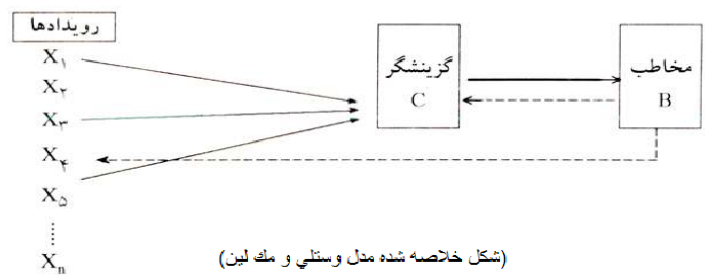 رویدادها
X۱
X۲
X۳
X۴
X۵
......
Xn
گزینشگر
C
مخاطب
B
(شكل خلاصه شده مدل وستلي و مك لين)